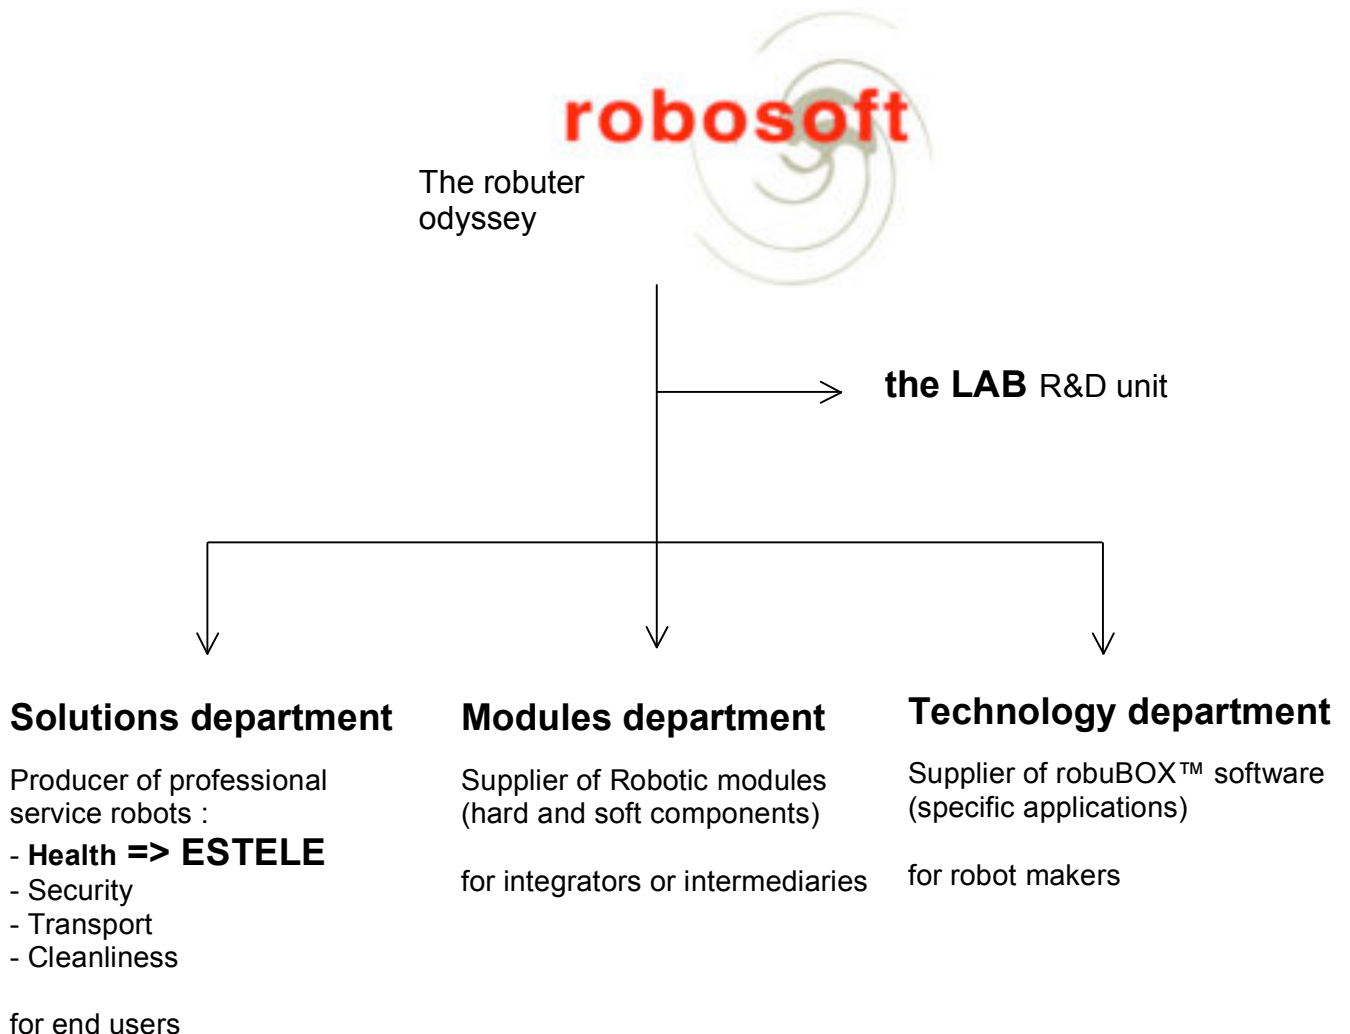 robosoft
The robuter
odyssey
the LAB R&D unit
Solutions department
Producer of professional
service robots :
- Health => ESTELE
- Security
- Transport
- Cleanliness
for end users
Modules department
Supplier of Robotic modules
(hard and soft components)
for integrators or intermediaries
Technology department
Supplier of robuBOX™ software
(specific applications)
for robot makers